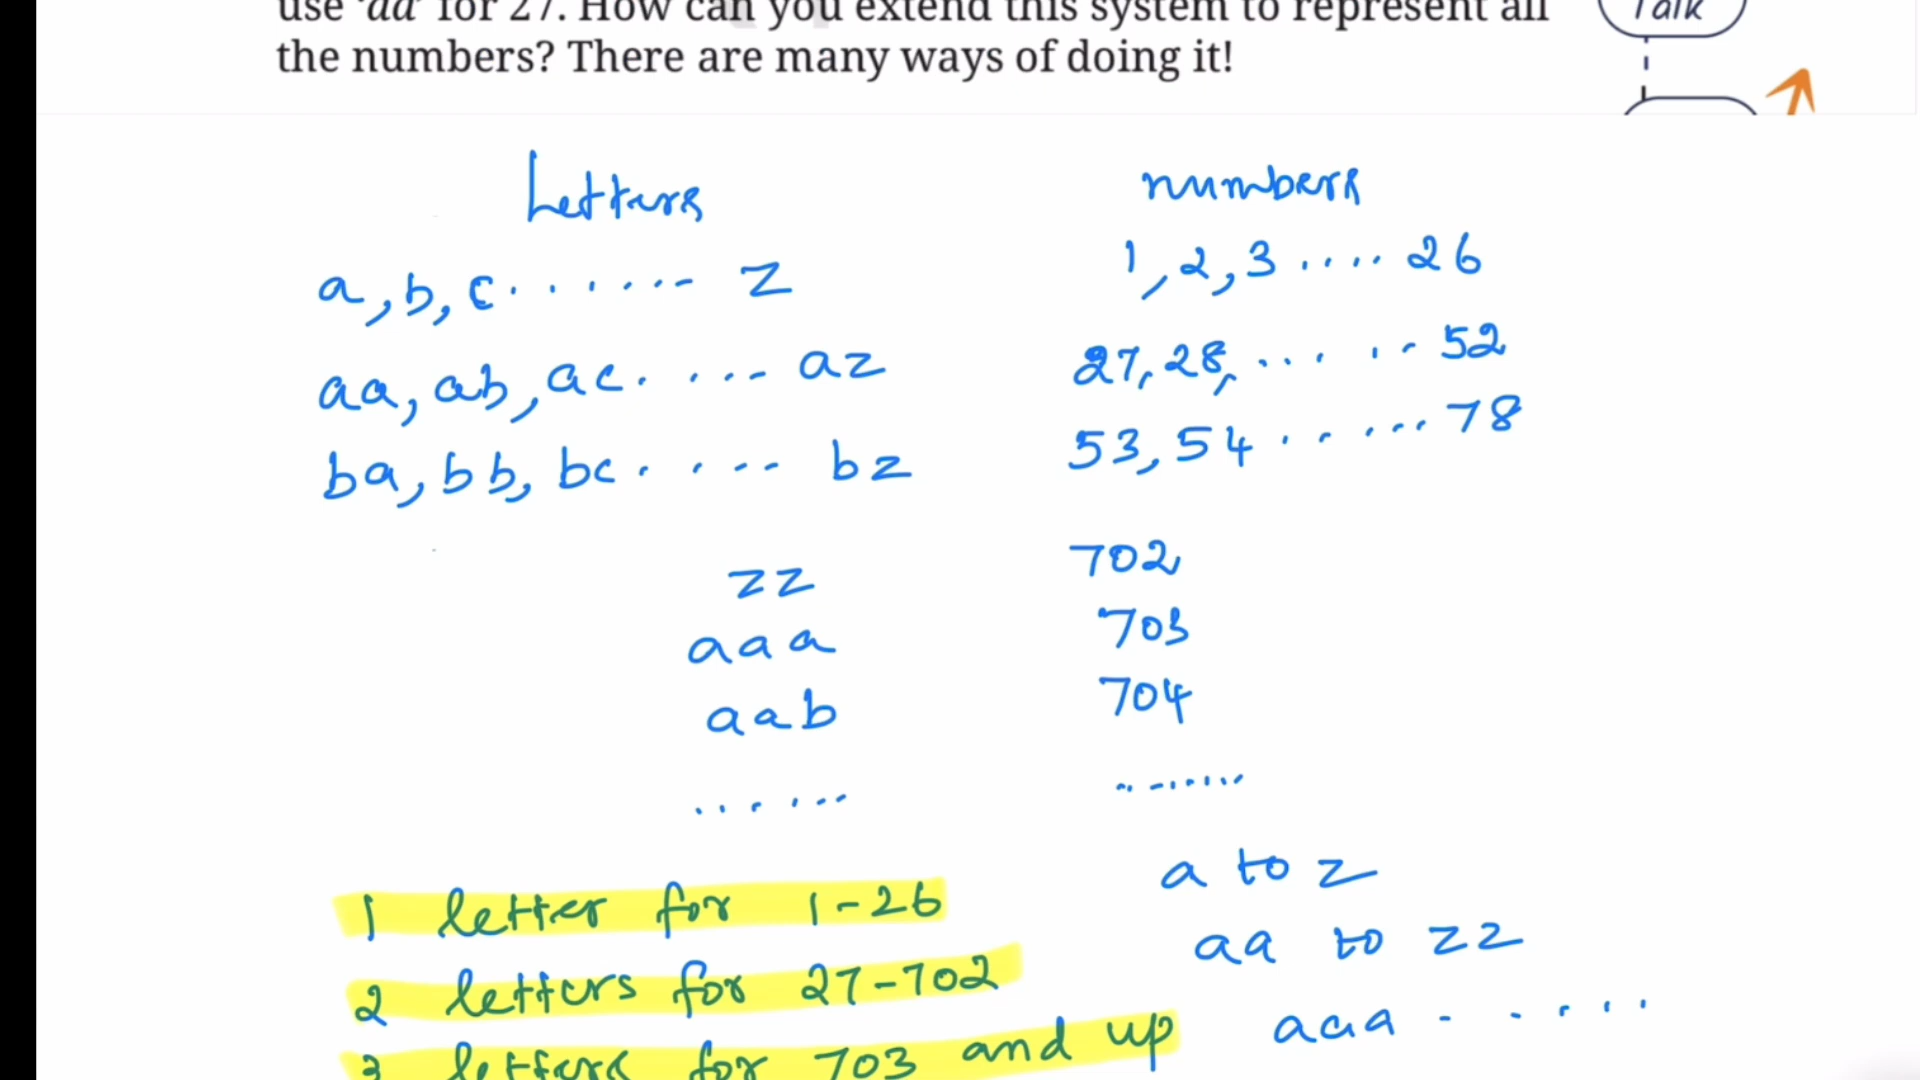 use 'aa' for 27. How can you extend this system to represent all
the numbers? There are many ways of doing it!
Talk
Letters numbers
a, b, c ...... z 1, 2, 3 .... 26
aa, ab, ac. ... az 27, 28, ... .. 52
ba, bb, bc. ... bz 53, 54 ..... 78
zz 702
aaa 703
aab 704
...... .......
1 letter for 1-26 a to z
2 letters for 27-702 aa to zz
3 letters for 703 and up aaa ......